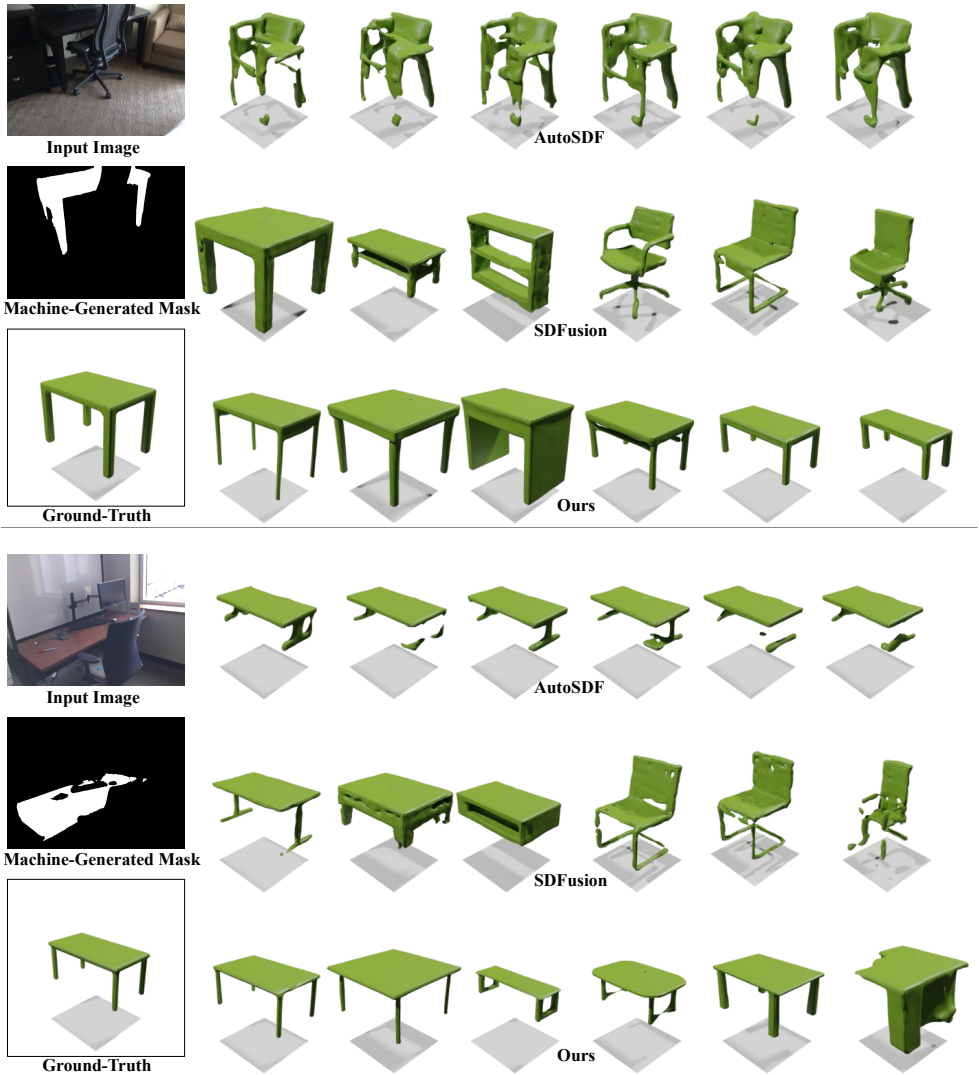 Input Image
AutoSDF
Machine-Generated Mask
SDFusion
Ground-Truth
Ours
Input Image
AutoSDF
Machine-Generated Mask
SDFusion
Ground-Truth
Ours